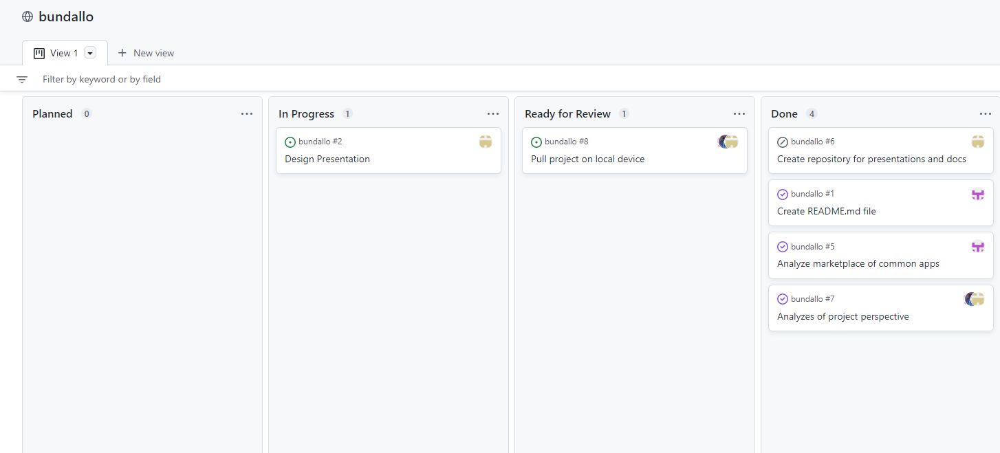 bundallo
View 1
New view
Filter by keyword or by field
Planned 0
In Progress 1
bundallo #2
Design Presentation
Ready for Review 1
bundallo #8
Pull project on local device
Done 4
bundallo #6
Create repository for presentations and docs
bundallo #1
Create README.md file
bundallo #5
Analyze marketplace of common apps
bundallo #7
Analyzes of project perspective